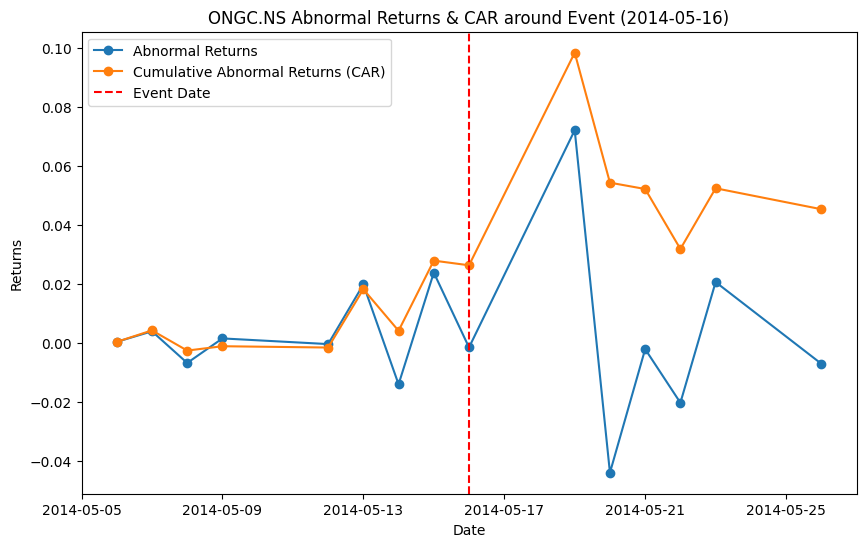 ONGC.NS Abnormal Returns & CAR around Event (2014-05-16)
Abnormal Returns
Cumulative Abnormal Returns (CAR)
Event Date
0.10
0.08
0.06
0.04
0.02
0.00
−0.02
−0.04
Returns
2014-05-05 2014-05-09 2014-05-13 2014-05-17 2014-05-21 2014-05-25
Date